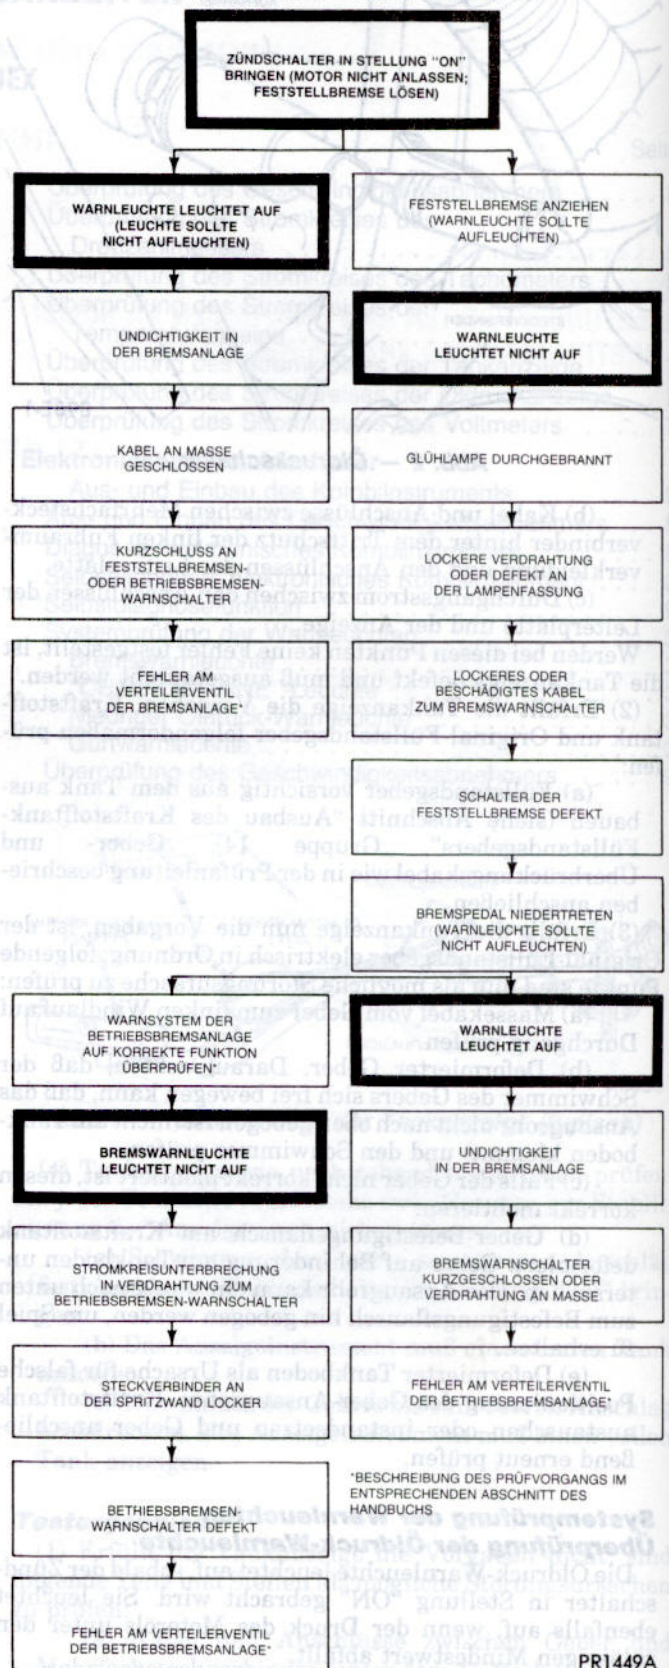 ZÜNDSCHALTER IN STELLUNG "ON"
BRINGEN (MOTOR NICHT ANLASSEN;
FESTSTELLBREMSE LÖSEN)
WARNLEUCHTE LEUCHTET AUF
(LEUCHTE SOLLTE
NICHT AUFLEUCHTEN)
UNDICHTIGKEIT IN
DER BREMSANLAGE
KABEL AN MASSE
GESCHLOSSEN
KURZSCHLUSS AN
FESTSTELLBREMSEN-
ODER BETRIEBSBREMSEN-
WARNSCHALTER
FEHLER AM
VERTEILERVENTIL
DER BREMSANLAGE*
FESTSTELLBREMSE ANZIEHEN
(WARNLEUCHTE SOLLTE
AUFLEUCHTEN)
WARNLEUCHTE
LEUCHTET NICHT AUF
GLÜHLAMPE DURCHGEBRANNT
LOCKERE VERDRAHTUNG
ODER DEFEKT AN
DER LAMPENFASSUNG
LOCKERES ODER
BESCHÄDIGTES KABEL
ZUM BREMSWARNSCHALTER
SCHALTER DER
FESTSTELLBREMSE DEFEKT
BREMSPEDAL NIEDERTRETEN
(WARNLEUCHTE SOLLTE
NICHT AUFLEUCHTEN)
WARNSYSTEM DER
BETRIEBSBREMSANLAGE
AUF KORREKTE FUNKTION
ÜBERPRÜFEN*
BREMSWARNLEUCHTE
LEUCHTET NICHT AUF
STROMKREISUNTERBRECHUNG
IN VERDRAHTUNG ZUM
BETRIEBSBREMSEN-WARNSCHALTER
STECKVERBINDER AN
DER SPRITZWAND LOCKER
BETRIEBSBREMSEN-
WARNSCHALTER DEFEKT
FEHLER AM VERTEILERVENTIL
DER BETRIEBSBREMSANLAGE*
WARNLEUCHTE
LEUCHTET AUF
UNDICHTIGKEIT
IN DER BREMSANLAGE
BREMSWARNSCHALTER
KURZGESCHLOSSEN ODER
VERDRAHTUNG AN MASSE
FEHLER AM VERTEILERVENTIL
DER BETRIEBSBREMSANLAGE*
*BESCHREIBUNG DES PRÜFVORGANGS IM
ENTSPRECHENDEN ABSCHNITT DES
HANDBUCHS
PR1449A